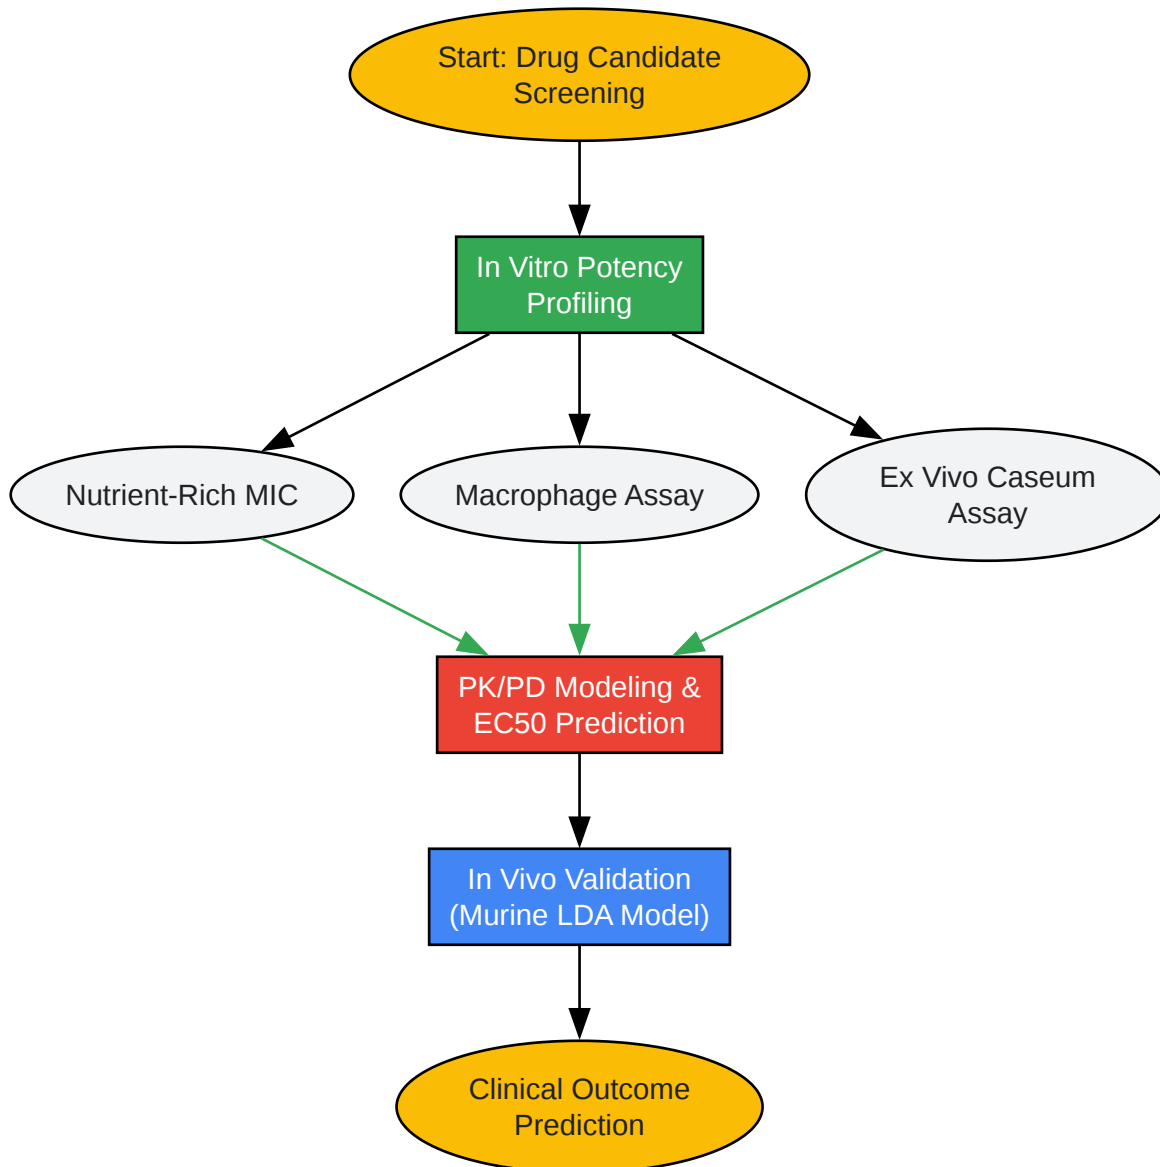 Start: Drug Candidate
Screening
In Vitro Potency
Profiling
Nutrient-Rich MIC
Macrophage Assay
Ex Vivo Caseum
Assay
PK/PD Modeling &
EC50 Prediction
In Vivo Validation
(Murine LDA Model)
Clinical Outcome
Prediction